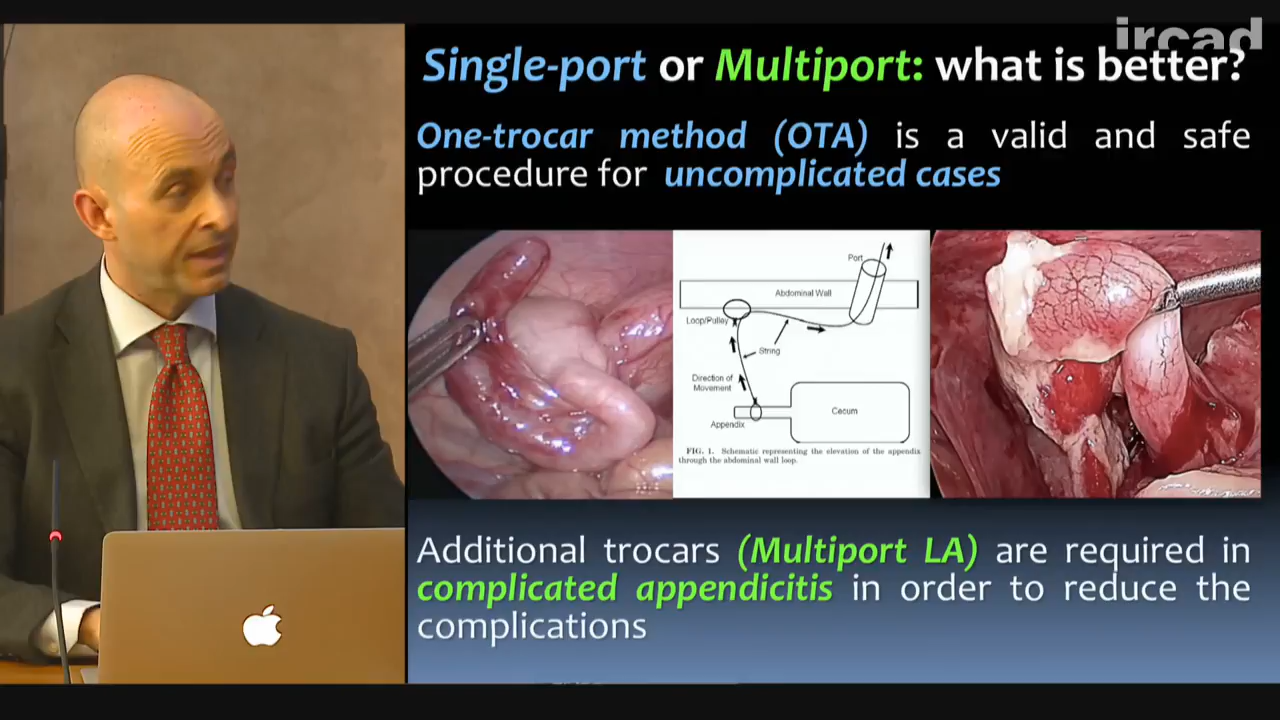 ircad
Single-port or Multiport: what is better?
One-trocar method (OTA) is a valid and safe
procedure for uncomplicated cases
Port
Abdominal Wall
Loop/Pulley
String
Direction of
Movement
Cecum
Appendix
FIG. 1. Schematic representing the elevation of the appendix
through the abdominal wall loop.
Additional trocars (Multiport LA) are required in
complicated appendicitis in order to reduce the
complications